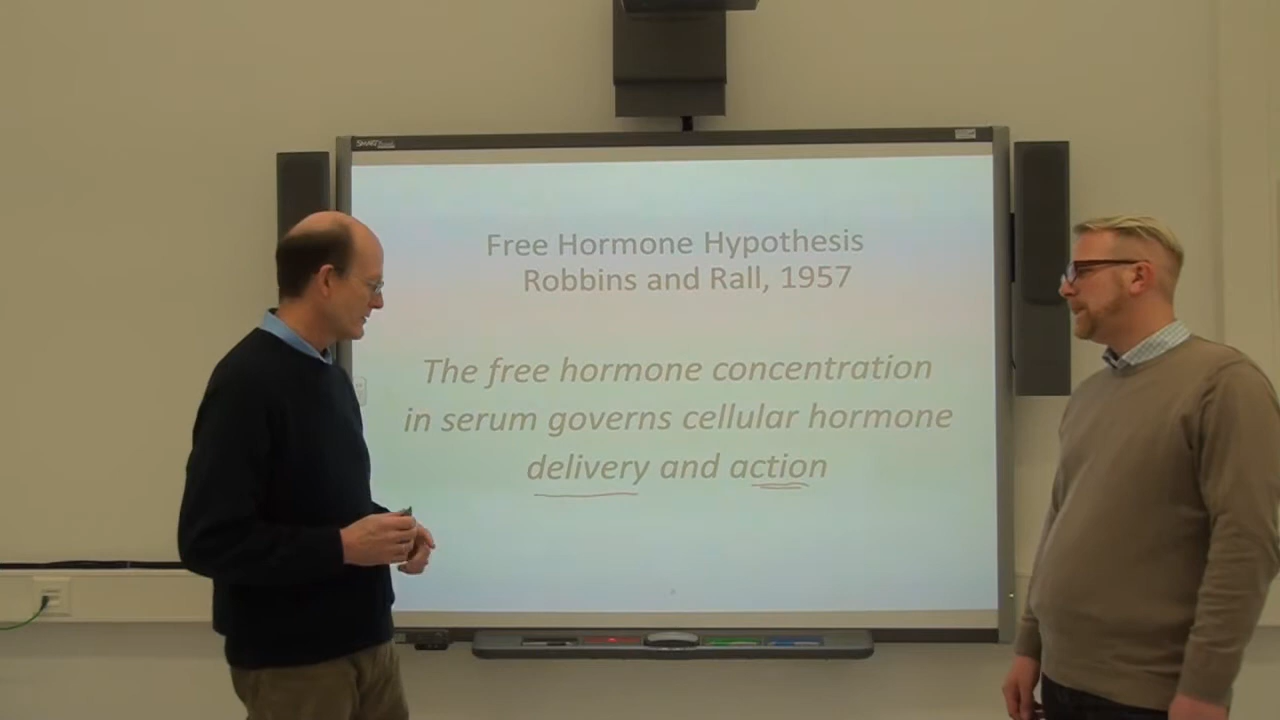 SMART
Free Hormone Hypothesis
Robbins and Rall, 1957
The free hormone concentration
in serum governs cellular hormone
delivery and action